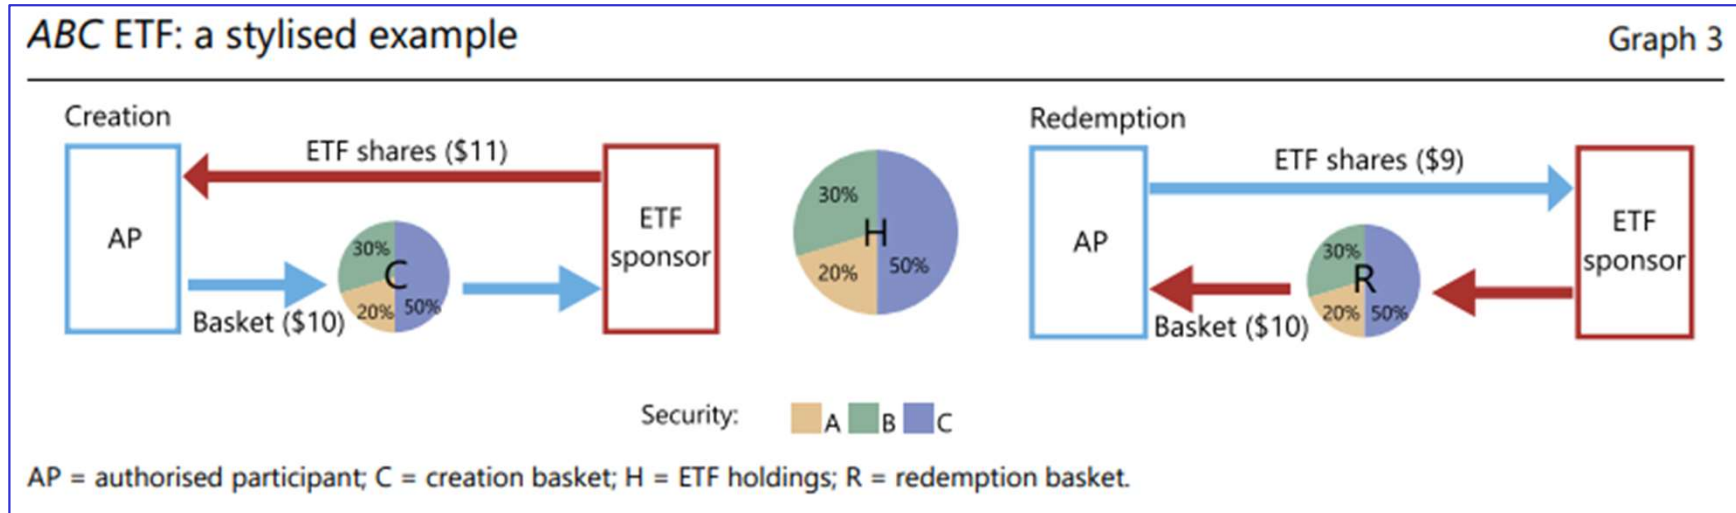 ABC ETF: a stylised example
Graph 3
Creation
AP
ETF shares ($11)
Basket ($10)
30%
C
20%
50%
ETF
sponsor
30%
H
20%
50%
Redemption
AP
ETF shares ($9)
Basket ($10)
30%
R
20%
50%
ETF
sponsor
Security:
A
B
C
AP = authorised participant; C = creation basket; H = ETF holdings; R = redemption basket.